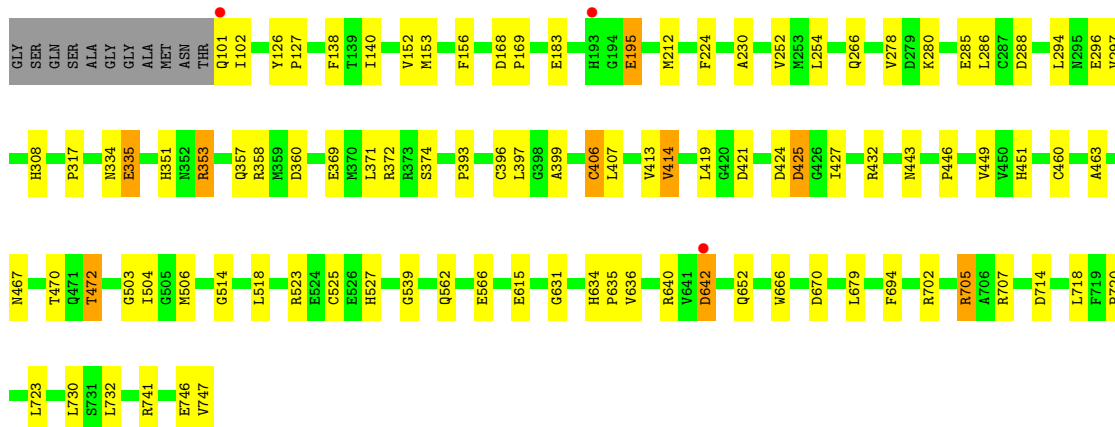 GLY SER GLN SER ALA GLY GLY ALA MET ASN THR Q101 I102 Y126 P127 F138 T139 I140 V152 M153 F156 D168 P169 E183 H193 G194 E195 M212 F224 A230 V252 M253 L254 Q266 V278 D279 K280 E285 L286 C287 D288 L294 N295 E296
H308 P317 N334 E335 H351 N352 R353 Q357 R358 M359 D360 E369 M370 L371 R372 R373 S374 P393 C396 L397 G398 A399 C406 L407 V413 V414 L419 G420 D421 D424 D425 G426 I427 R432 N443 P446 V449 V450 H451 C460 A463
N467 T470 Q471 T472 G503 I504 G505 M506 G514 L518 R523 E524 C525 E526 H527 G539 Q562 E566 E615 G631 H634 P635 V636 R640 V641 D642 Q652 W666 D670 L679 F694 R702 R705 A706 R707 D714 L718 F719
L723 L730 S731 L732 R741 E746 V747